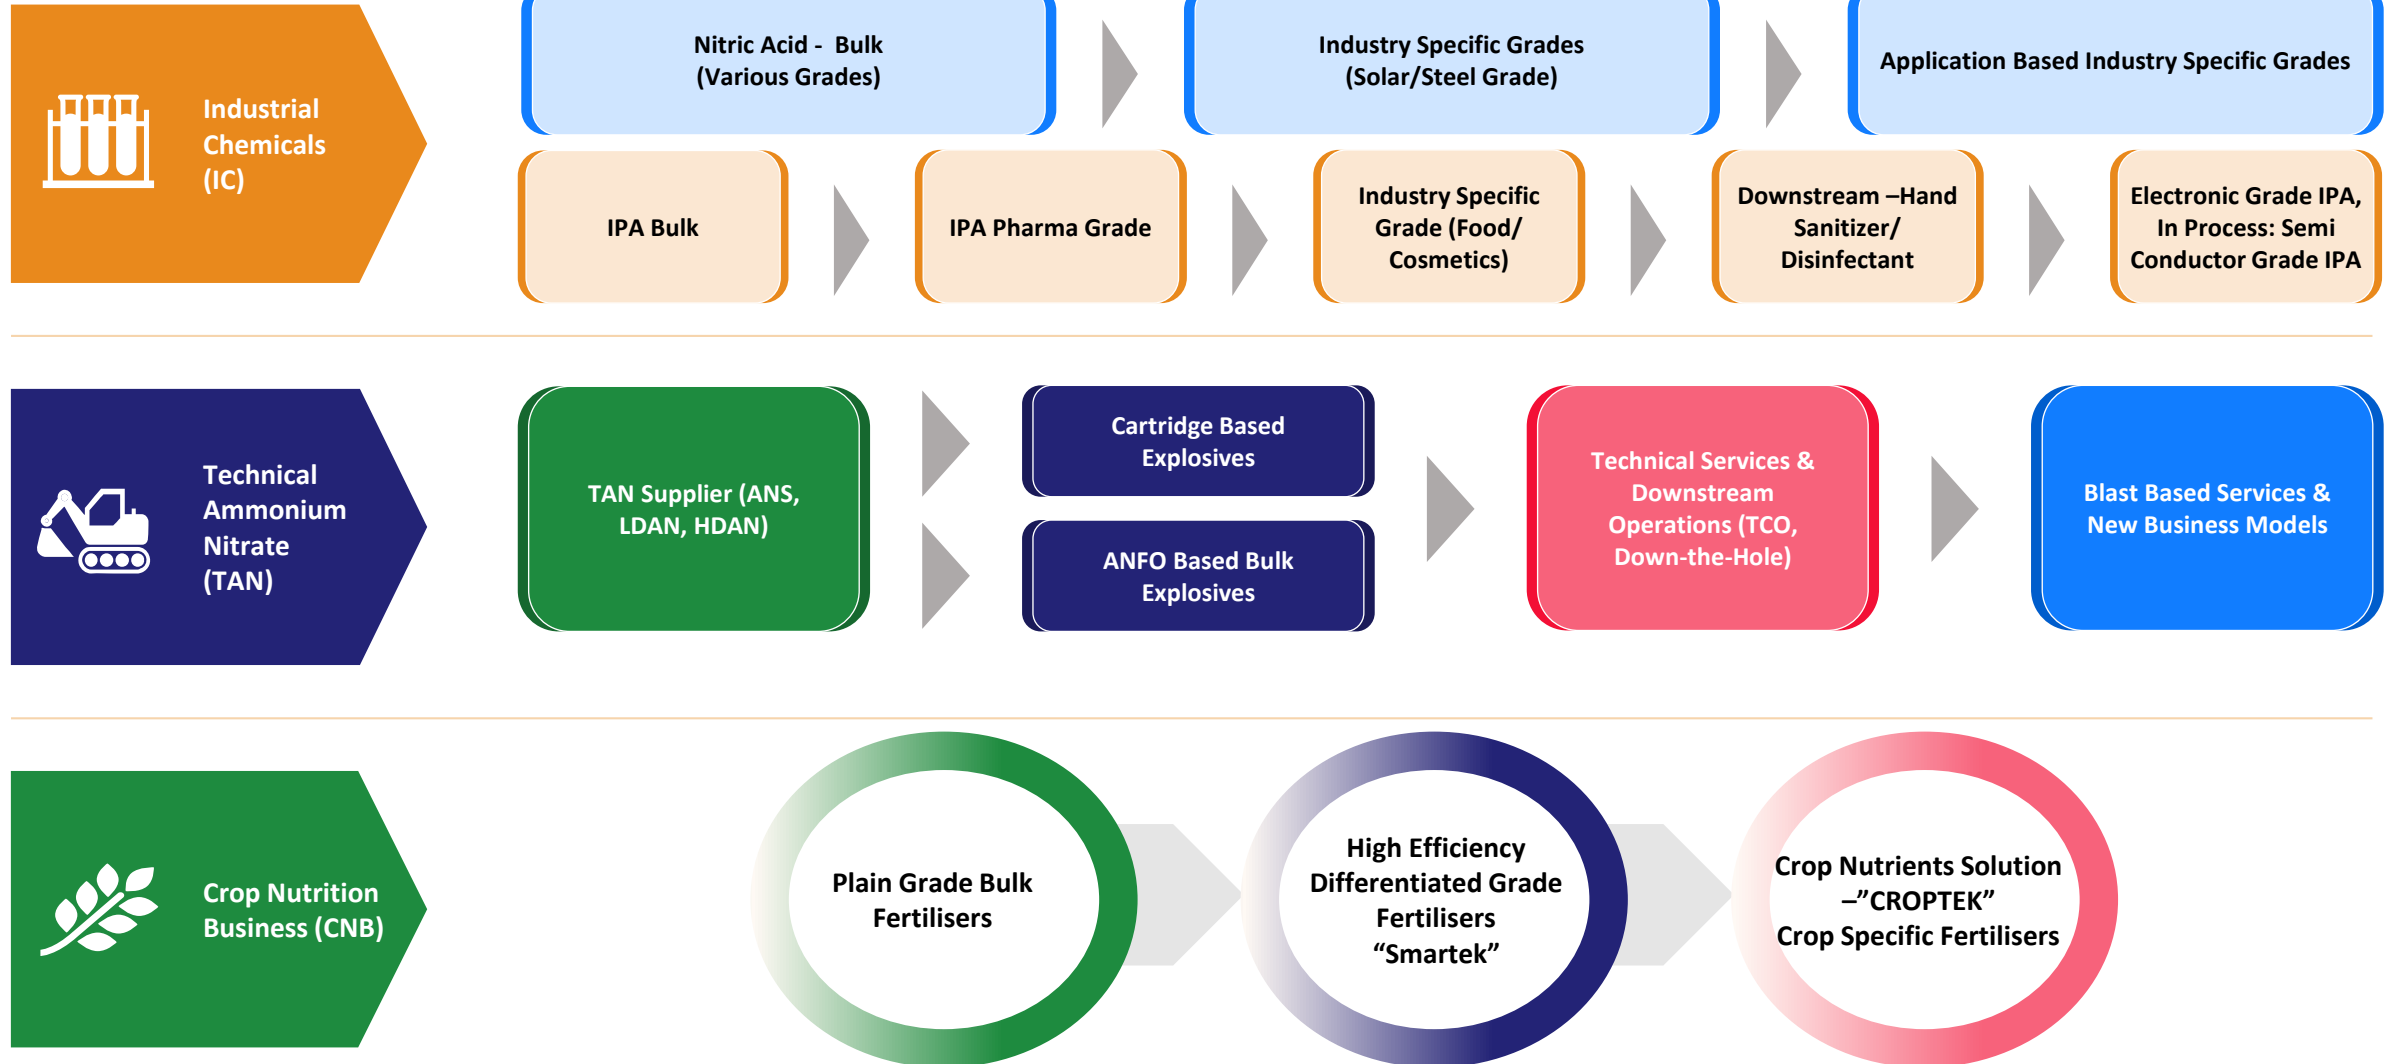 Industrial
Chemicals
(IC)
Nitric Acid -  Bulk
(Various Grades)
Industry Specific Grades
(Solar/Steel Grade)
Application Based Industry Specific Grades
IPA Bulk
IPA Pharma Grade
Industry Specific
Grade (Food/
Cosmetics)
Downstream –Hand
Sanitizer/
Disinfectant
Electronic Grade IPA,
In Process: Semi
Conductor Grade IPA
Technical
Ammonium
Nitrate
(TAN)
TAN Supplier (ANS,
LDAN, HDAN)
Cartridge Based
Explosives
ANFO Based Bulk
Explosives
Technical Services &
Downstream
Operations (TCO,
Down-the-Hole)
Blast Based Services &
New Business Models
Crop Nutrition
Business (CNB)
Plain Grade Bulk
Fertilisers
High Efficiency
Differentiated Grade
Fertilisers
“Smartek”
Crop Nutrients Solution
–”CROPTEK”
Crop Specific Fertilisers